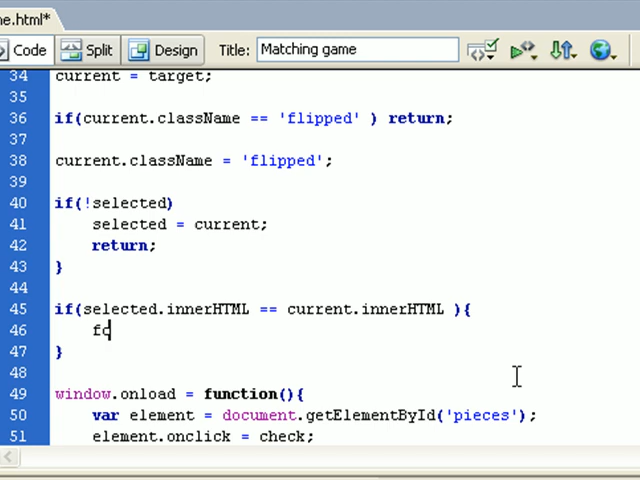 ne.html*
Code Split Design Title: Matching game
34 current = target;
35
36 if(current.className == 'flipped' ) return;
37
38 current.className = 'flipped';
39
40 if(!selected)
41 selected = current;
42 return;
43 }
44
45 if(selected.innerHTML == current.innerHTML ){
46 fc
47 }
48
49 window.onload = function(){
50 var element = document.getElementById('pieces');
51 element.onclick = check;